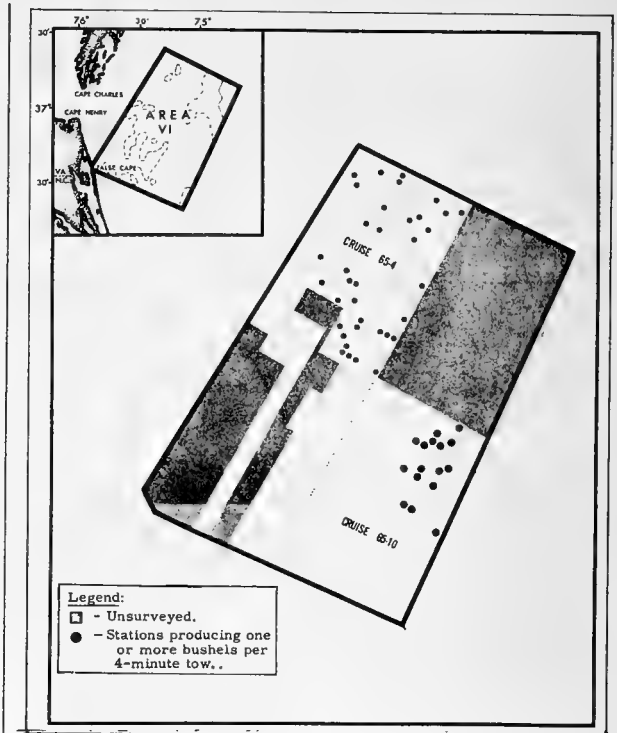 76° 30' 75°
30'
CAPE CHARLES
37°
CAPE HENRY
AREA
VI
FALSE CAPE
VA
N.C.
30'
CRUISE 65-4
CRUISE 65-10
Legend:
- Unsurveyed.
- Stations producing one
or more bushels per
4-minute tow..